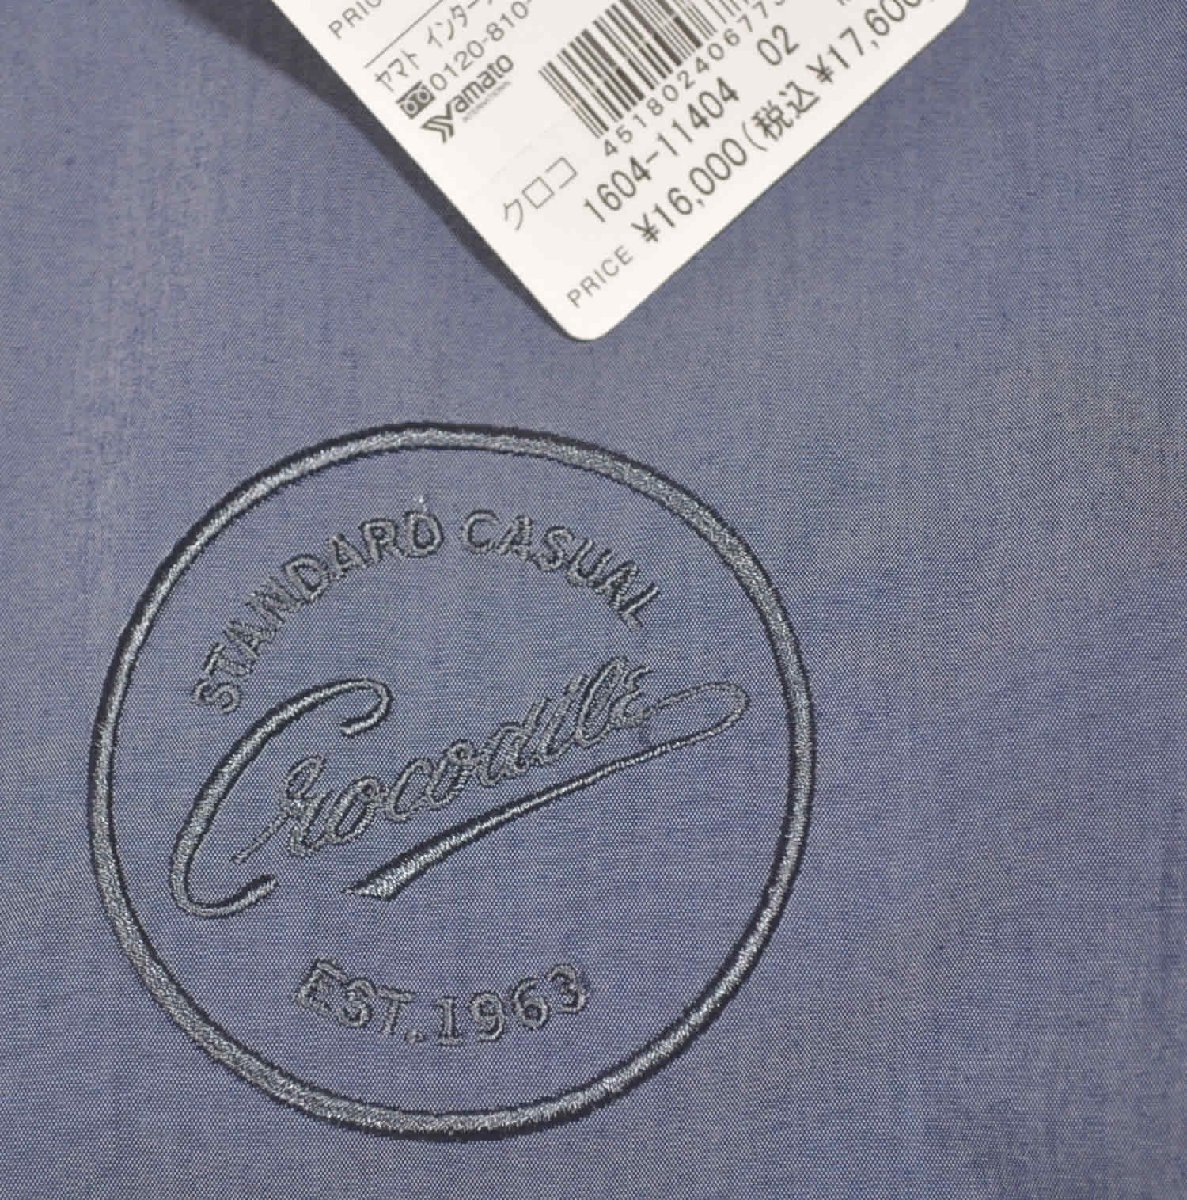 ヤマト インター
0120-810-
Yamato
クロコ
1604-11404 02
PRICE ¥16,000(税込 ¥17,600
STANDARD CASUAL
Crocodile
EST.1963